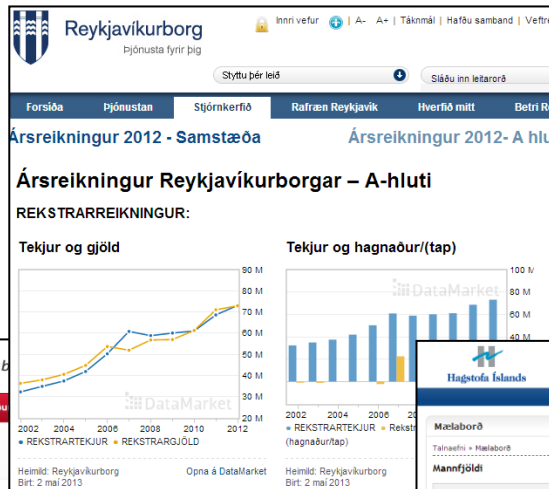 Reykjavíkurborg
Þjónusta fyrir þig
Innri vefur A- A+ | Táknmál | Hafðu samband | Veftré
Styttu þér leið
Sláðu inn leitarorð
Forsíða Þjónustan Stjórnkerfið Rafræn Reykjavík Hverfið mitt Betri R
Ársreikningur 2012 - Samstæða
Ársreikningur 2012- A hlu
Ársreikningur Reykjavíkurborgar – A-hluti
REKSTRARREIKNINGUR:
Tekjur og gjöld
90 M
80 M
70 M
60 M
50 M
40 M
30 M
20 M
DataMarket
2002 2004 2006 2008 2010 2012
REKSTRARTEKJUR REKSTRARGJÖLD
Heimild: Reykjavíkurborg
Birt: 2 maí 2013
Opna á DataMarket
Tekjur og hagnaður/(tap)
100 M
80 M
60 M
40 M
DataMarket
2002 2004 2006 20
REKSTRARTEKJUR Rekstr
(hagnaður/tap)
Heimild: Reykjavíkurborg
Birt: 2 maí 2013
Hagstofa Íslands
Mælaborð
Talnaefni > Mælaborð
Mannfjöldi